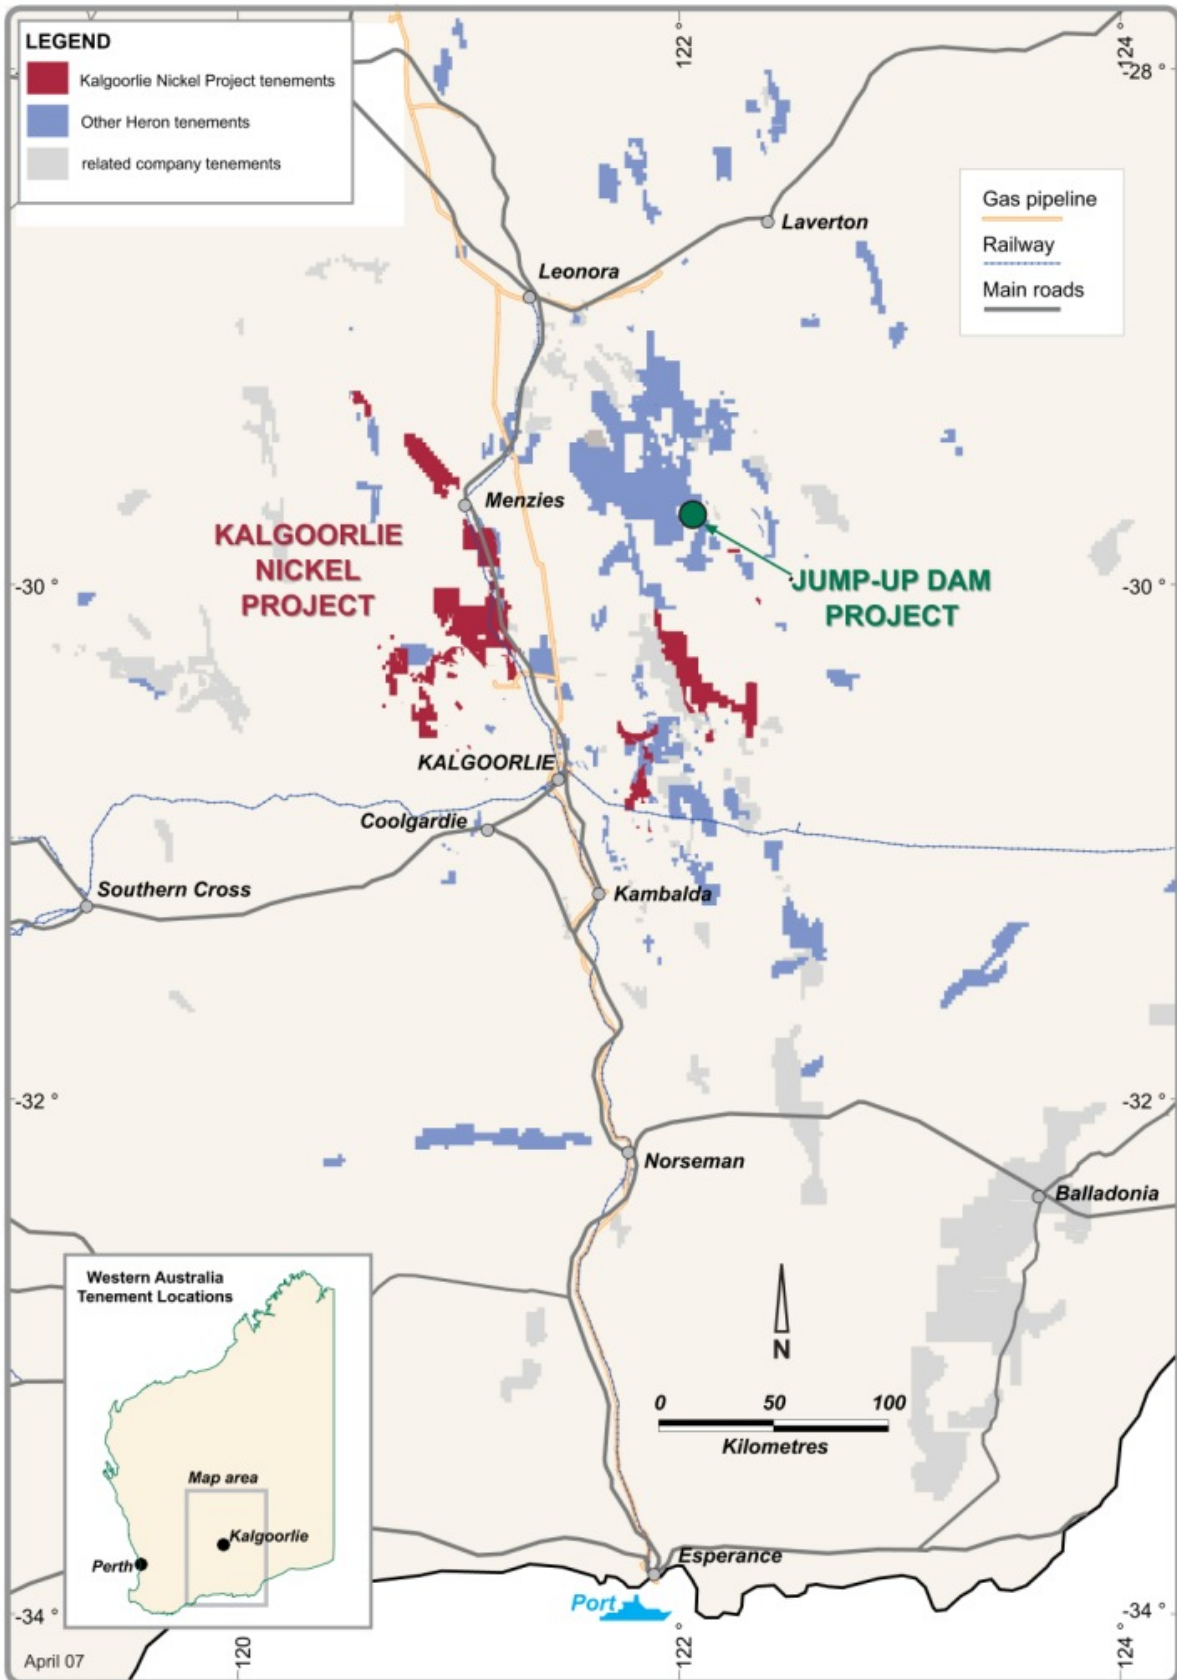 LEGEND
Kalgoorlie Nickel Project tenements
Other Heron tenements
related company tenements
122 °
124 °
-28 °
Gas pipeline
Railway
Main roads
Laverton
Leonora
Menzies
KALGOORLIE
NICKEL
PROJECT
JUMP-UP DAM
PROJECT
-30 °
-30 °
KALGOORLIE
Coolgardie
Southern Cross
Kambalda
-32 °
-32 °
Norseman
Balladonia
Western Australia
Tenement Locations
Map area
Kalgoorlie
Perth
N
0 50 100
Kilometres
Esperance
Port
-34 °
-34 °
April 07
120
122 °
124 °